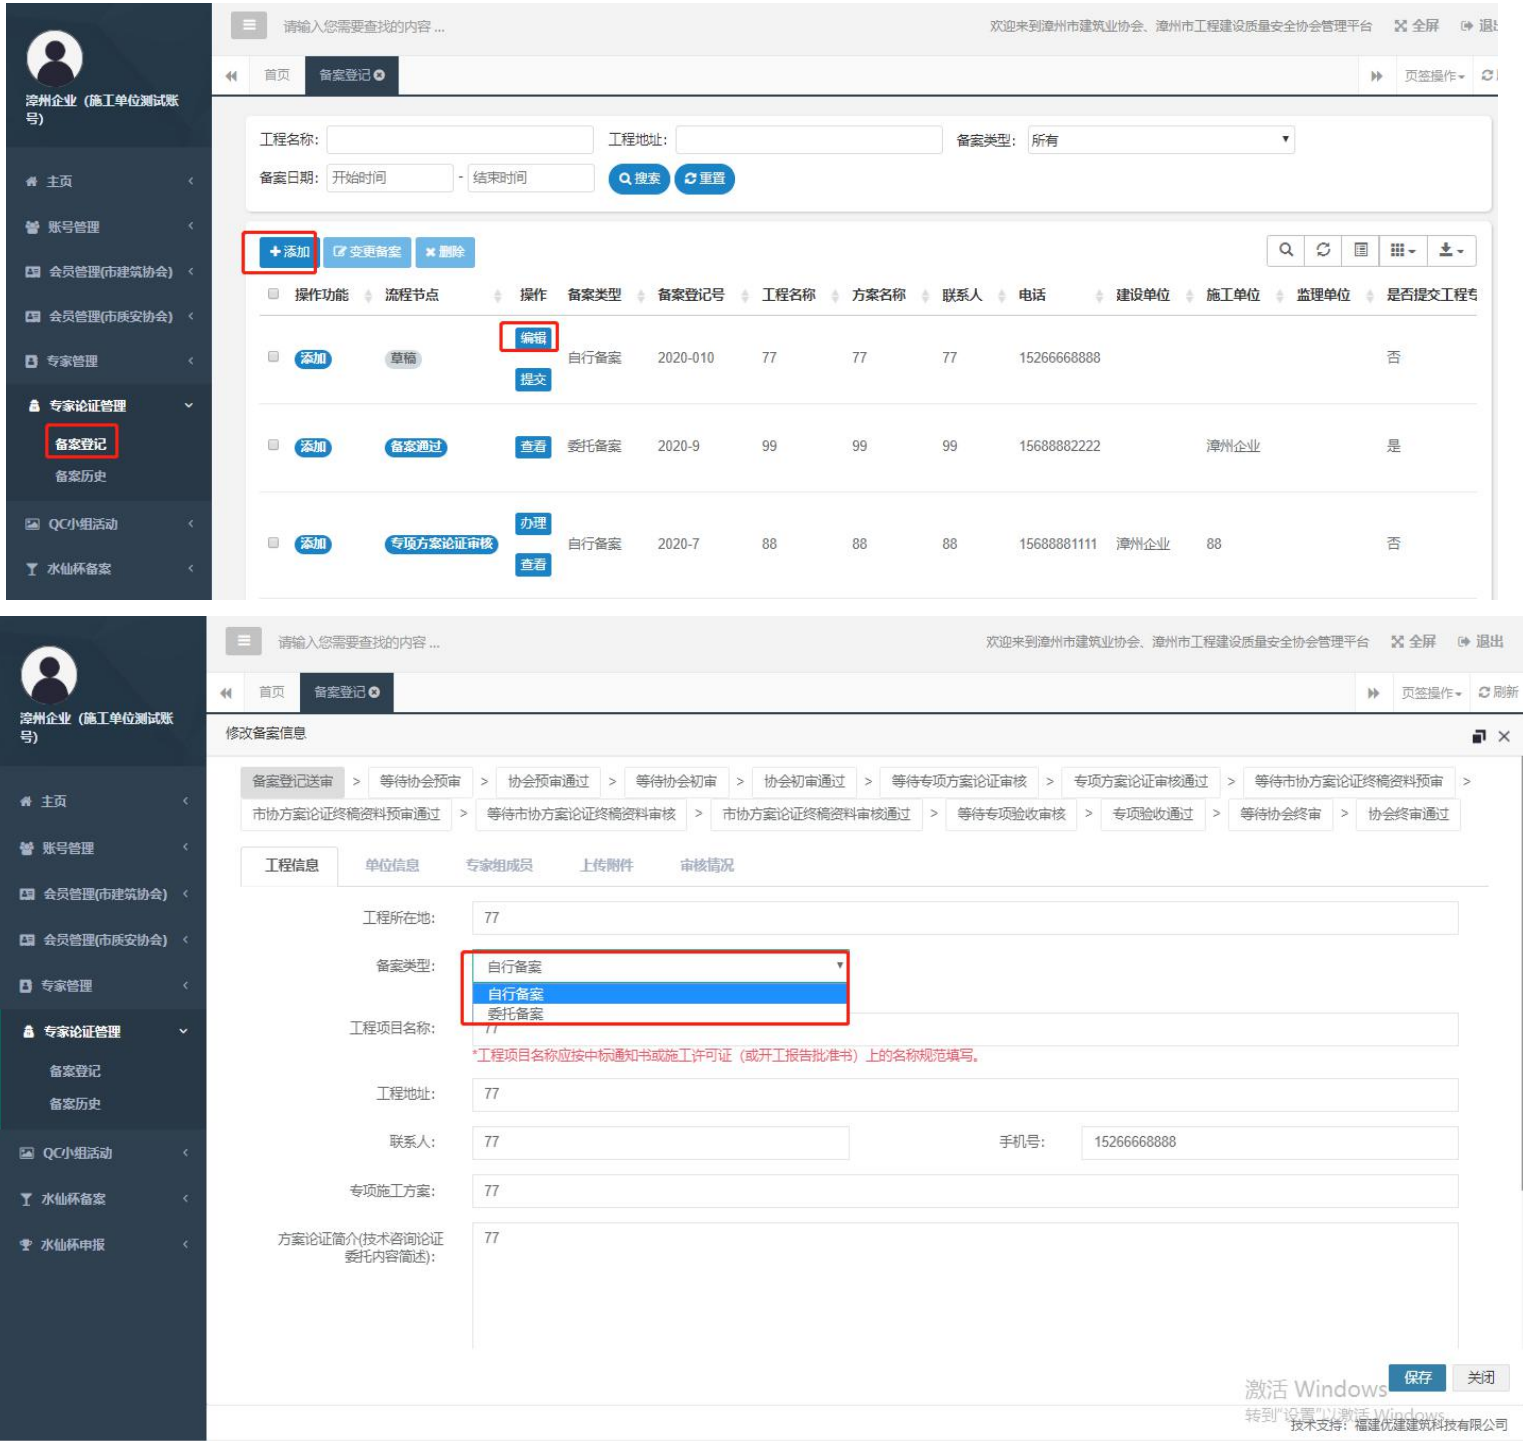 请输入您需要查找的内容 ...
欢迎来到漳州市建筑业协会、漳州市工程建设质量安全协会管理平台 全屏
漳州企业（施工单位测试账号）
首页 备案登记 页签操作
主页
账号管理
会员管理(市建筑协会)
会员管理(市质安协会)
专家管理
专家论证管理
备案登记
备案历史
QC小组活动
水仙杯备案
工程名称： 工程地址： 备案类型： 所有
备案日期： 开始时间 - 结束时间 搜索 重置
添加 变更备案 删除
操作功能 流程节点 操作 备案类型 备案登记号 工程名称 方案名称 联系人 电话 建设单位 施工单位 监理单位 是否提交工程专
添加 草稿 编辑 提交 自行备案 2020-010 77 77 77 15266668888 否
添加 备案通过 查看 委托备案 2020-9 99 99 99 15688882222 漳州企业 是
添加 专项方案论证审核 办理 查看 自行备案 2020-7 88 88 88 15688881111 漳州企业 88 否
请输入您需要查找的内容 ...
欢迎来到漳州市建筑业协会、漳州市工程建设质量安全协会管理平台 全屏 退出
漳州企业（施工单位测试账号）
首页 备案登记 页签操作 刷新
主页
账号管理
会员管理(市建筑协会)
会员管理(市质安协会)
专家管理
专家论证管理
备案登记
备案历史
QC小组活动
水仙杯备案
水仙杯申报
修改备案信息
备案登记送审 > 等待协会预审 > 协会预审通过 > 等待协会初审 > 协会初审通过 > 等待专项方案论证审核 > 专项方案论证审核通过 > 等待市协方案论证终稿资料预审 >
市协方案论证终稿资料预审通过 > 等待市协方案论证终稿资料审核 > 市协方案论证终稿资料审核通过 > 等待专项验收审核 > 专项验收通过 > 等待协会终审 > 协会终审通过
工程信息 单位信息 专家组成员 上传附件 审核情况
工程所在地： 77
备案类型： 自行备案
自行备案
委托备案
工程项目名称： 77
*工程项目名称应按中标通知书或施工许可证（或开工报告批准书）上的名称规范填写。
工程地址： 77
联系人： 77 手机号： 15266668888
专项施工方案： 77
方案论证简介(技术咨询论证 77
委托内容简述)：
保存 关闭
激活 Windows
转到"设置"以激活 Windows
技术支持：福建优建建筑科技有限公司